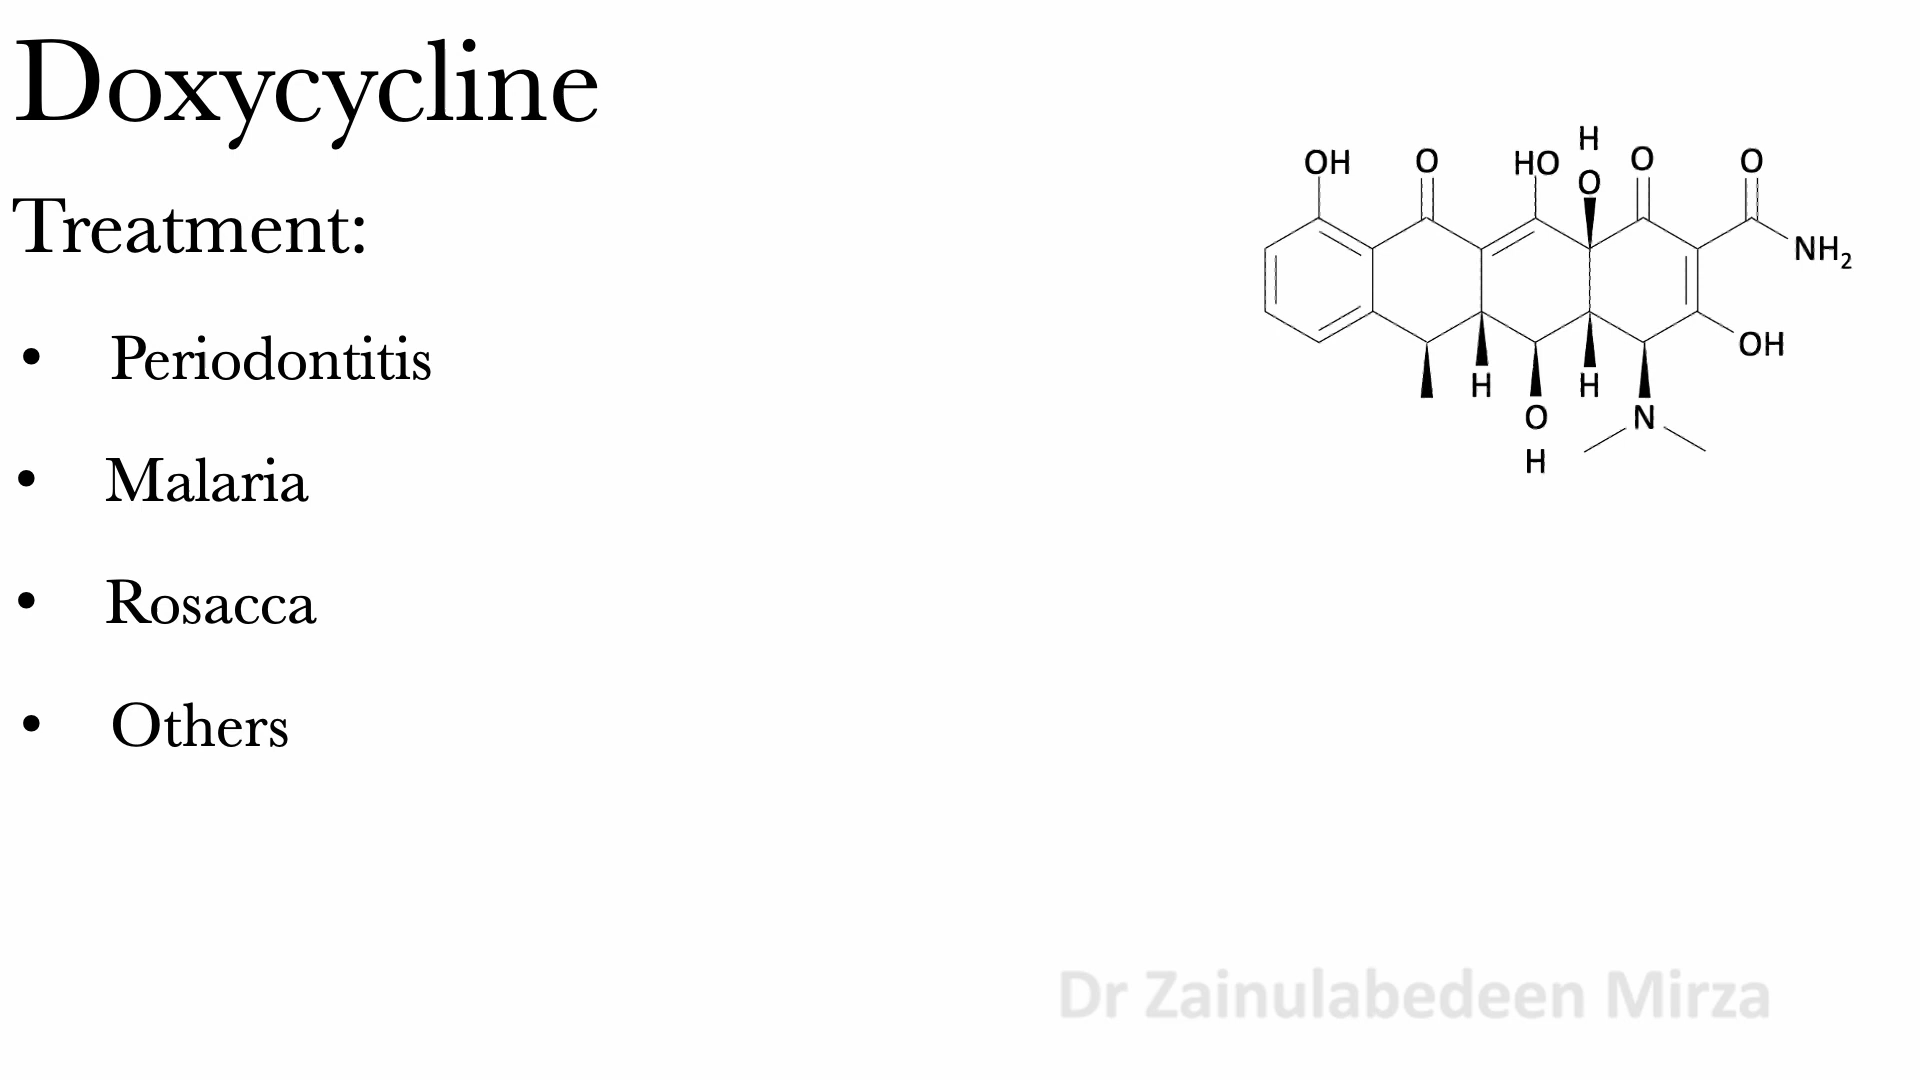 Doxycycline
Treatment:
• Periodontitis
• Malaria
• Rosacca
• Others
H
OH O HO O O O
NH2
OH
H H
O N
H
Dr Zainulabedeen Mirza